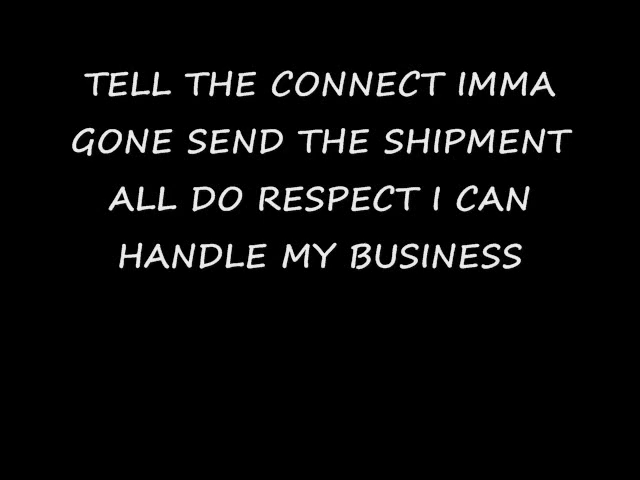 TELL THE CONNECT IMMA
GONE SEND THE SHIPMENT
ALL DO RESPECT I CAN
HANDLE MY BUSINESS